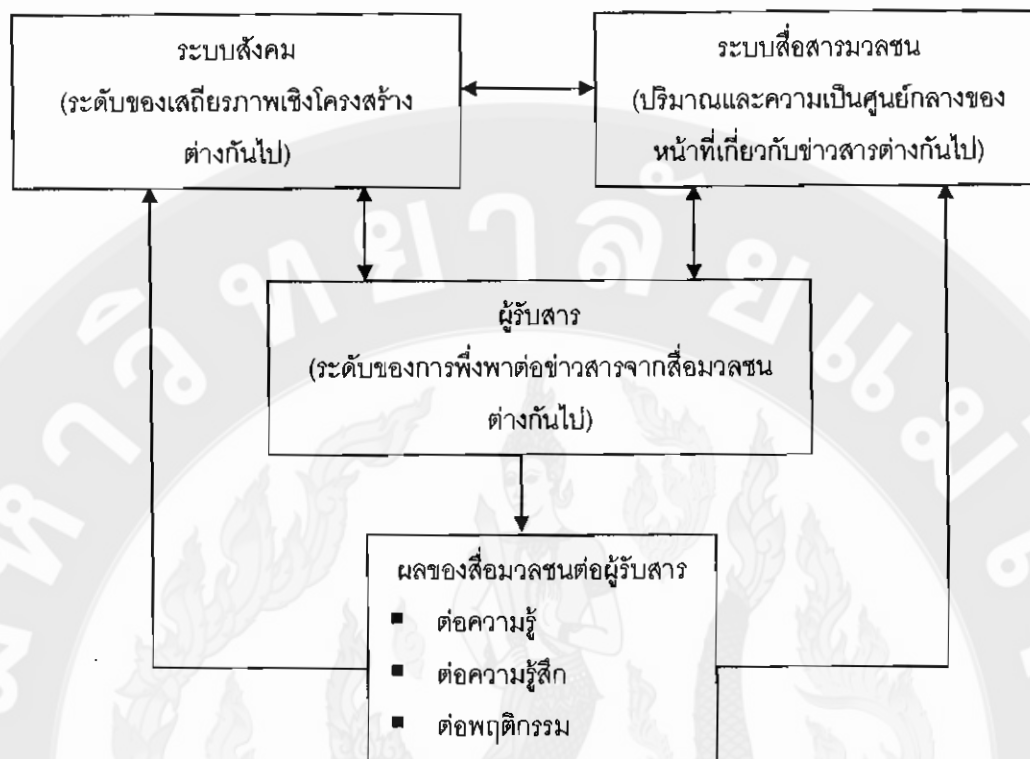 ระบบสังคม
(ระดับของเสถียรภาพเชิงโครงสร้าง
ต่างกันไป)
ระบบสื่อสารมวลชน
(ปริมาณและความเป็นศูนย์กลางของ
หน้าที่เกี่ยวกับข่าวสารต่างกันไป)
ผู้รับสาร
(ระดับของการพึ่งพาต่อข่าวสารจากสื่อมวลชน
ต่างกันไป)
ผลของสื่อมวลชนต่อผู้รับสาร
▪ ต่อความรู้
▪ ต่อความรู้สึก
▪ ต่อพฤติกรรม